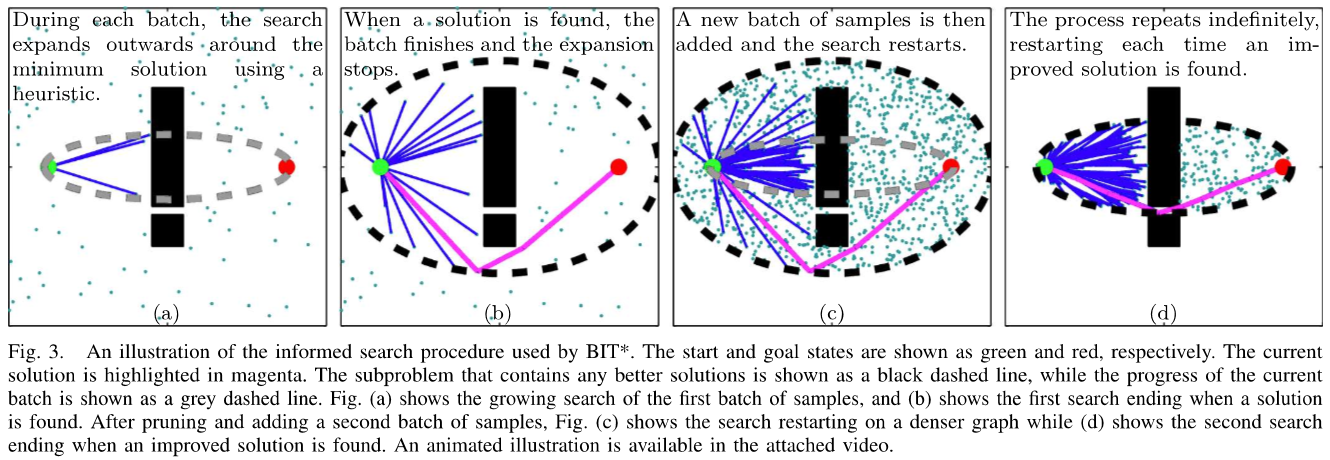 During each batch, the search
expands outwards around the
minimum solution using a
heuristic.
(a)
When a solution is found, the
batch finishes and the expansion
stops.
(b)
A new batch of samples is then
added and the search restarts.
(c)
The process repeats indefinitely,
restarting each time an im-
proved solution is found.
(d)
Fig. 3. An illustration of the informed search procedure used by BIT*. The start and goal states are shown as green and red, respectively. The current
solution is highlighted in magenta. The subproblem that contains any better solutions is shown as a black dashed line, while the progress of the current
batch is shown as a grey dashed line. Fig. (a) shows the growing search of the first batch of samples, and (b) shows the first search ending when a solution
is found. After pruning and adding a second batch of samples, Fig. (c) shows the search restarting on a denser graph while (d) shows the second search
ending when an improved solution is found. An animated illustration is available in the attached video.